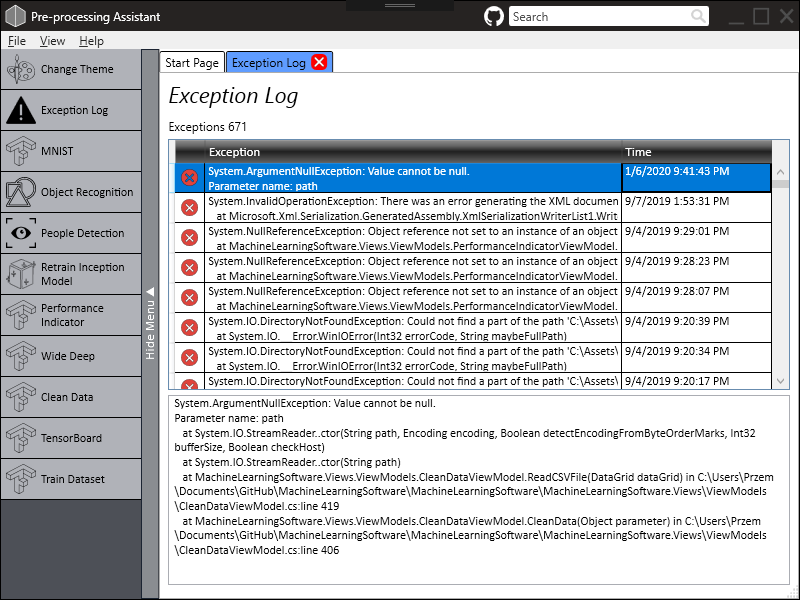 Pre-processing Assistant
Search
File View Help
Change Theme
Exception Log
MNIST
Object Recognition
People Detection
Retrain Inception
Model
Performance
Indicator
Wide Deep
Clean Data
TensorBoard
Train Dataset
Hide Menu
Start Page Exception Log
Exception Log
Exceptions 671
Exception Time
System.ArgumentNullException: Value cannot be null. 1/6/2020 9:41:43 PM
Parameter name: path
System.InvalidOperationException: There was an error generating the XML documen 9/7/2019 1:53:31 PM
at Microsoft.Xml.Serialization.GeneratedAssembly.XmlSerializationWriterList1.Writ
System.NullReferenceException: Object reference not set to an instance of an object 9/4/2019 9:29:01 PM
at MachineLearningSoftware.Views.ViewModels.PerformanceIndicatorViewModel.
System.NullReferenceException: Object reference not set to an instance of an object 9/4/2019 9:28:23 PM
at MachineLearningSoftware.Views.ViewModels.PerformanceIndicatorViewModel.
System.NullReferenceException: Object reference not set to an instance of an object 9/4/2019 9:28:07 PM
at MachineLearningSoftware.Views.ViewModels.PerformanceIndicatorViewModel.
System.IO.DirectoryNotFoundException: Could not find a part of the path 'C:\Assets\ 9/4/2019 9:20:39 PM
at System.IO.__Error.WinIOError(Int32 errorCode, String maybeFullPath)
System.IO.DirectoryNotFoundException: Could not find a part of the path 'C:\Assets\ 9/4/2019 9:20:34 PM
at System.IO.__Error.WinIOError(Int32 errorCode, String maybeFullPath)
System.IO.DirectoryNotFoundException: Could not find a part of the path 'C:\Assets\ 9/4/2019 9:20:17 PM
System.ArgumentNullException: Value cannot be null.
Parameter name: path
at System.IO.StreamReader..ctor(String path, Encoding encoding, Boolean detectEncodingFromByteOrderMarks, Int32
bufferSize, Boolean checkHost)
at System.IO.StreamReader..ctor(String path)
at MachineLearningSoftware.Views.ViewModels.CleanDataViewModel.ReadCSVFile(DataGrid dataGrid) in C:\Users\Przem
\Documents\GitHub\MachineLearningSoftware\MachineLearningSoftware\MachineLearningSoftware.Views\ViewModels
\CleanDataViewModel.cs:line 419
at MachineLearningSoftware.Views.ViewModels.CleanDataViewModel.CleanData(Object parameter) in C:\Users\Przem
\Documents\GitHub\MachineLearningSoftware\MachineLearningSoftware\MachineLearningSoftware.Views\ViewModels
\CleanDataViewModel.cs:line 406